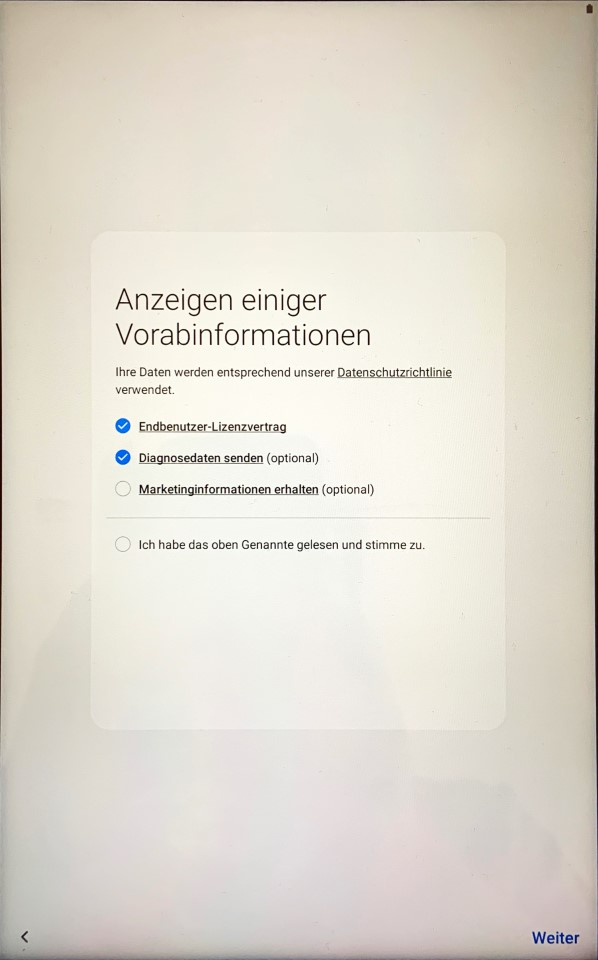 Anzeigen einiger
Vorabinformationen
Ihre Daten werden entsprechend unserer Datenschutzrichtlinie
verwendet.
Endbenutzer-Lizenzvertrag
Diagnosedaten senden (optional)
Marketinginformationen erhalten (optional)
Ich habe das oben Genannte gelesen und stimme zu.
Weiter